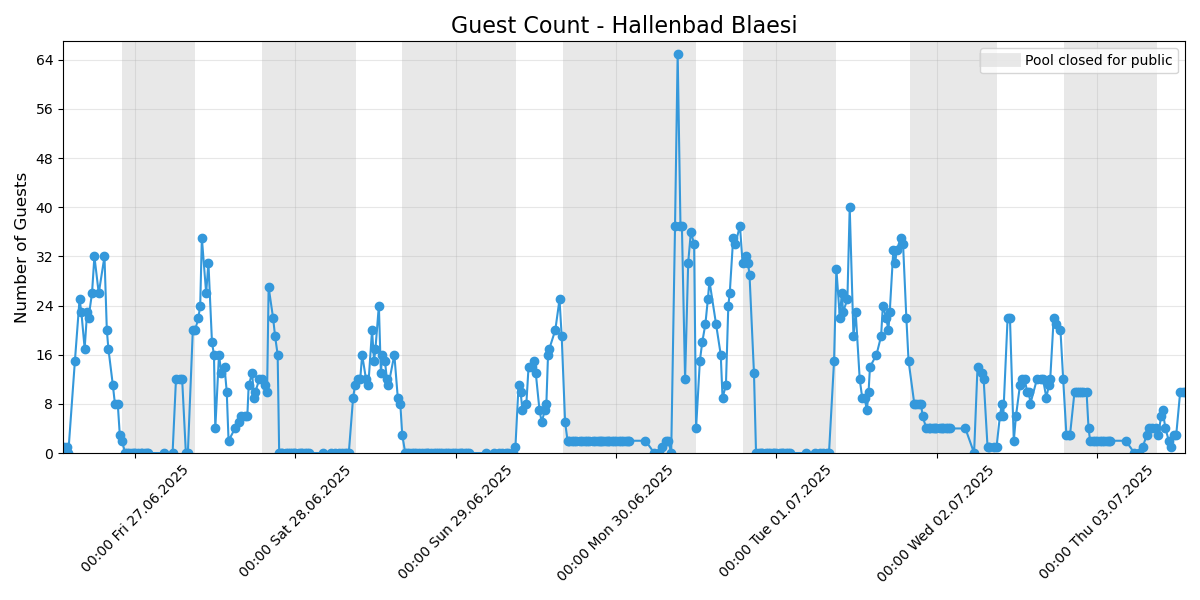 Guest Count - Hallenbad Blaesi
Pool closed for public
Number of Guests
64
56
48
40
32
24
16
8
0
00:00 Fri 27.06.2025
00:00 Sat 28.06.2025
00:00 Sun 29.06.2025
00:00 Mon 30.06.2025
00:00 Tue 01.07.2025
00:00 Wed 02.07.2025
00:00 Thu 03.07.2025